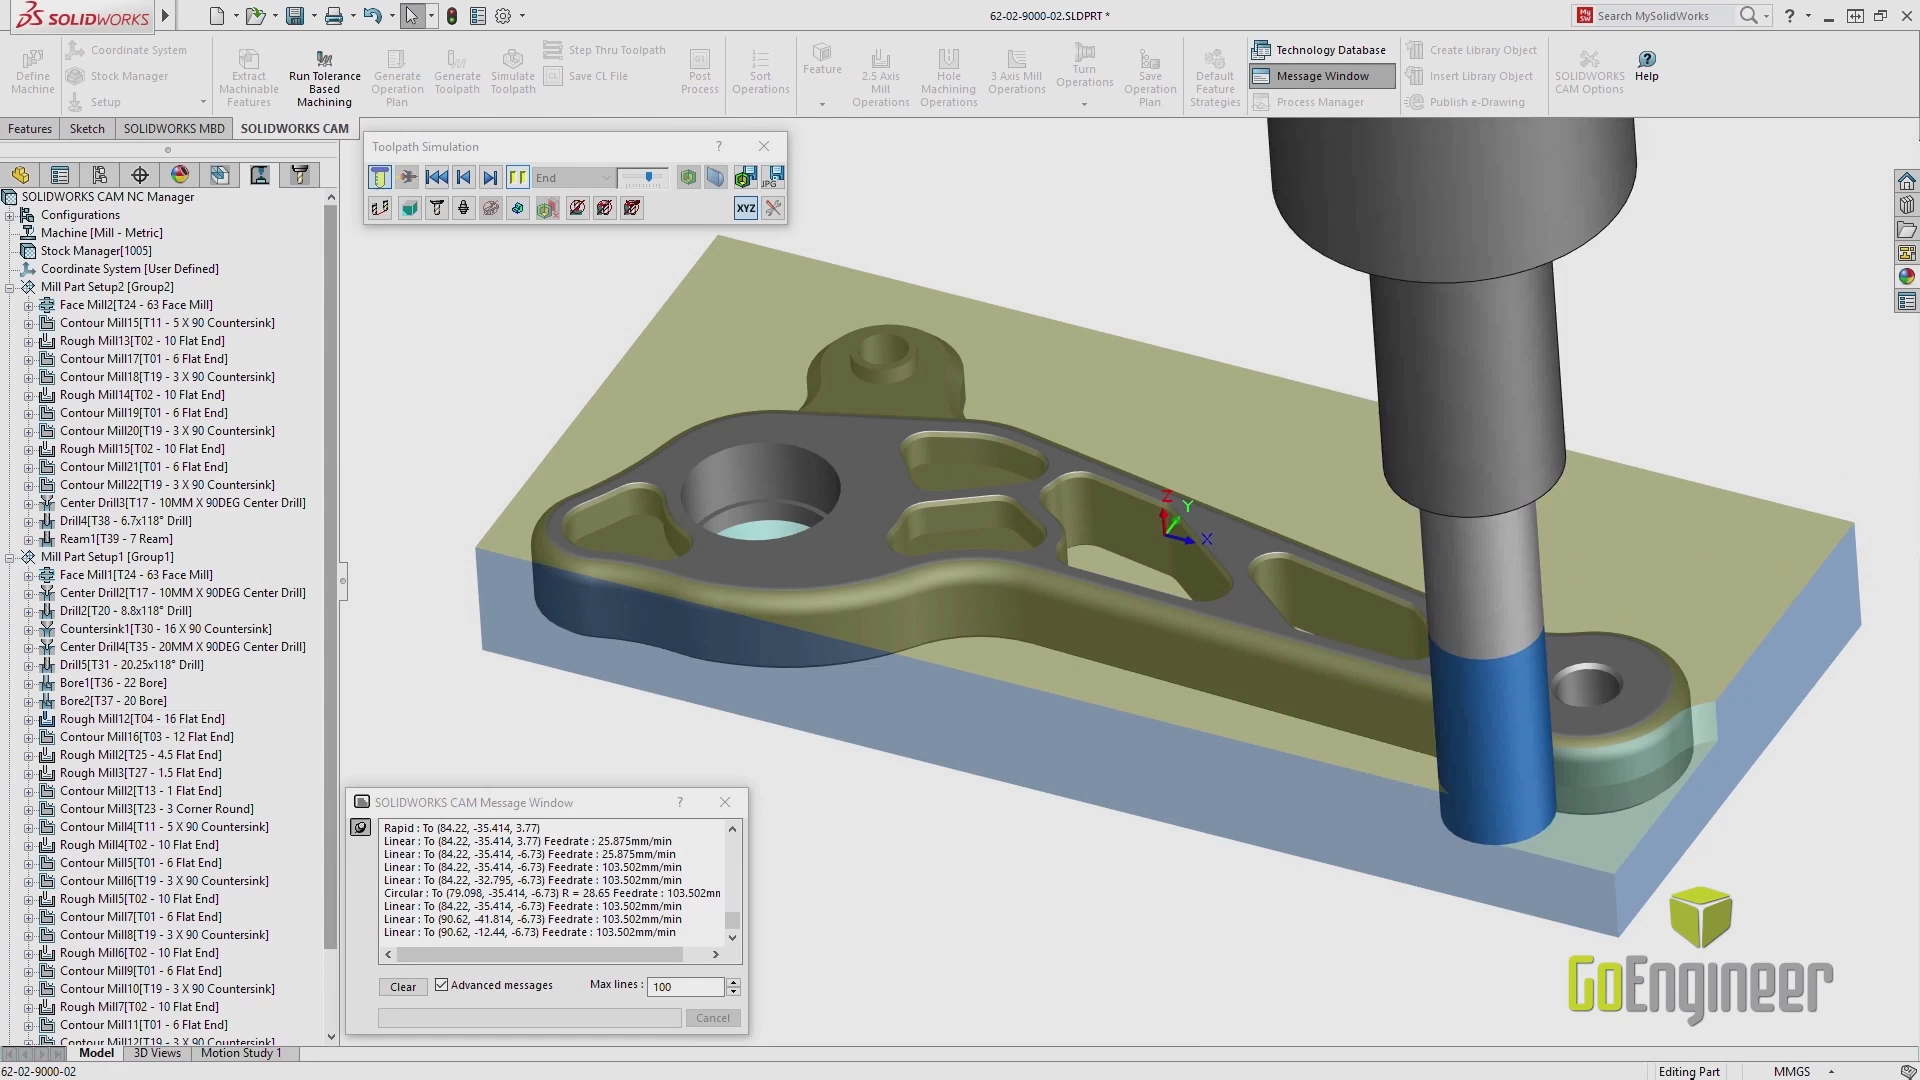 SOLIDWORKS
62-02-9000-02.SLDPRT *
Search MySolidWorks
Define Machine
Coordinate System
Stock Manager
Setup
Extract Machinable Features
Run Tolerance Based Machining
Generate Operation Plan
Generate Toolpath
Simulate Toolpath
Step Thru Toolpath
Save CL File
Post Process
Sort Operations
Feature
2.5 Axis Mill Operations
Hole Machining Operations
3 Axis Mill Operations
Turn Operations
Save Operation Plan
Default Feature Strategies
Technology Database
Message Window
Process Manager
Create Library Object
Insert Library Object
Publish e-Drawing
SOLIDWORKS CAM Options
Help
Features
Sketch
SOLIDWORKS MBD
SOLIDWORKS CAM
Toolpath Simulation
?
End
JPG
XYZ
SOLIDWORKS CAM NC Manager
Configurations
Machine [Mill - Metric]
Stock Manager[1005]
Coordinate System [User Defined]
Mill Part Setup2 [Group2]
Face Mill2[T24 - 63 Face Mill]
Contour Mill15[T11 - 5 X 90 Countersink]
Rough Mill13[T02 - 10 Flat End]
Contour Mill17[T01 - 6 Flat End]
Contour Mill18[T19 - 3 X 90 Countersink]
Rough Mill14[T02 - 10 Flat End]
Contour Mill19[T01 - 6 Flat End]
Contour Mill20[T19 - 3 X 90 Countersink]
Rough Mill15[T02 - 10 Flat End]
Contour Mill21[T01 - 6 Flat End]
Contour Mill22[T19 - 3 X 90 Countersink]
Center Drill3[T17 - 10MM X 90DEG Center Drill]
Drill4[T38 - 6.7x118° Drill]
Ream1[T39 - 7 Ream]
Mill Part Setup1 [Group1]
Face Mill1[T24 - 63 Face Mill]
Center Drill2[T17 - 10MM X 90DEG Center Drill]
Drill2[T20 - 8.8x118° Drill]
Countersink1[T30 - 16 X 90 Countersink]
Center Drill4[T35 - 20MM X 90DEG Center Drill]
Drill5[T31 - 20.25x118° Drill]
Bore1[T36 - 22 Bore]
Bore2[T37 - 20 Bore]
Rough Mill12[T04 - 16 Flat End]
Contour Mill16[T03 - 12 Flat End]
Rough Mill2[T25 - 4.5 Flat End]
Rough Mill3[T27 - 1.5 Flat End]
Contour Mill2[T13 - 1 Flat End]
Contour Mill3[T23 - 3 Corner Round]
Contour Mill4[T11 - 5 X 90 Countersink]
Rough Mill4[T02 - 10 Flat End]
Contour Mill5[T01 - 6 Flat End]
Contour Mill6[T19 - 3 X 90 Countersink]
Rough Mill5[T02 - 10 Flat End]
Contour Mill7[T01 - 6 Flat End]
Contour Mill8[T19 - 3 X 90 Countersink]
Rough Mill6[T02 - 10 Flat End]
Contour Mill9[T01 - 6 Flat End]
Contour Mill10[T19 - 3 X 90 Countersink]
Rough Mill7[T02 - 10 Flat End]
Contour Mill11[T01 - 6 Flat End]
Contour Mill12[T19 - 3 X 90 Countersink]
Z
Y
X
SOLIDWORKS CAM Message Window
?
Rapid : To (84.22, -35.414, 3.77)
Linear : To (84.22, -35.414, 3.77) Feedrate : 25.875mm/min
Linear : To (84.22, -35.414, -6.73) Feedrate : 25.875mm/min
Linear : To (84.22, -35.414, -6.73) Feedrate : 103.502mm/min
Linear : To (84.22, -32.795, -6.73) Feedrate : 103.502mm/min
Circular : To (79.098, -35.414, -6.73) R = 28.65 Feedrate : 103.502mm
Linear : To (84.22, -35.414, -6.73) Feedrate : 103.502mm/min
Linear : To (90.62, -41.814, -6.73) Feedrate : 103.502mm/min
Linear : To (90.62, -12.44, -6.73) Feedrate : 103.502mm/min
Clear
Advanced messages
Max lines :
100
Cancel
GoEngineer
Model
3D Views
Motion Study 1
62-02-9000-02
Editing Part
MMGS